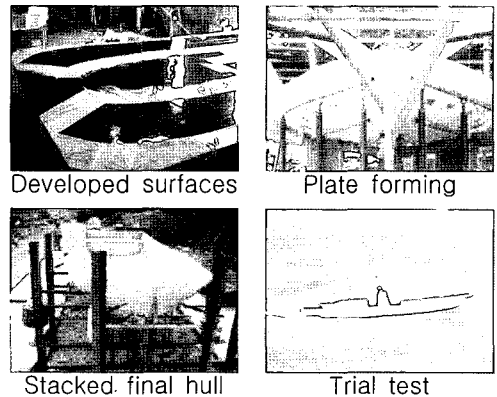 Developed surfaces
Plate forming
Stacked final hull
Trial test